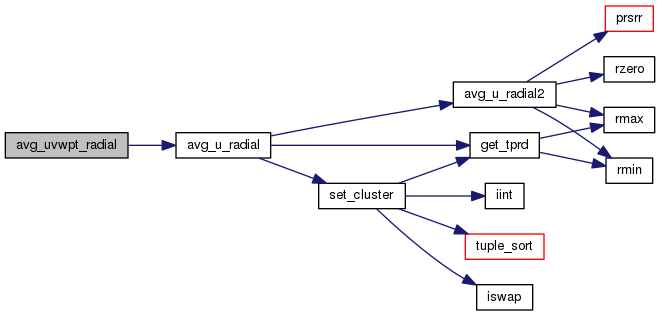 prsrr
rzero
avg_u_radial2
rmax
avg_uvwpt_radial
avg_u_radial
get_tprd
rmin
set_cluster
iint
tuple_sort
iswap